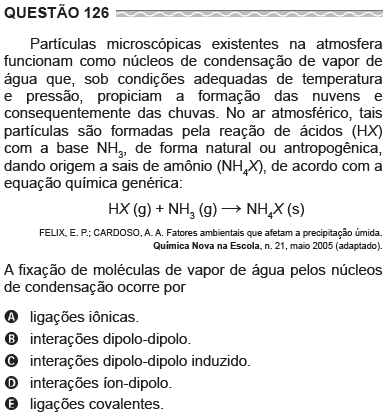 QUESTÃO 126
Partículas microscópicas existentes na atmosfera
funcionam como núcleos de condensação de vapor de
água que, sob condições adequadas de temperatura
e pressão, propiciam a formação das nuvens e
consequentemente das chuvas. No ar atmosférico, tais
partículas são formadas pela reação de ácidos (HX)
com a base NH₃, de forma natural ou antropogênica,
dando origem a sais de amônio (NH₄X), de acordo com a
equação química genérica:
HX (g) + NH₃ (g) ⟶ NH₄X (s)
FELIX, E. P.; CARDOSO, A. A. Fatores ambientais que afetam a precipitação úmida.
Química Nova na Escola, n. 21, maio 2005 (adaptado).
A fixação de moléculas de vapor de água pelos núcleos
de condensação ocorre por
A ligações iônicas.
B interações dipolo-dipolo.
C interações dipolo-dipolo induzido.
D interações íon-dipolo.
E ligações covalentes.